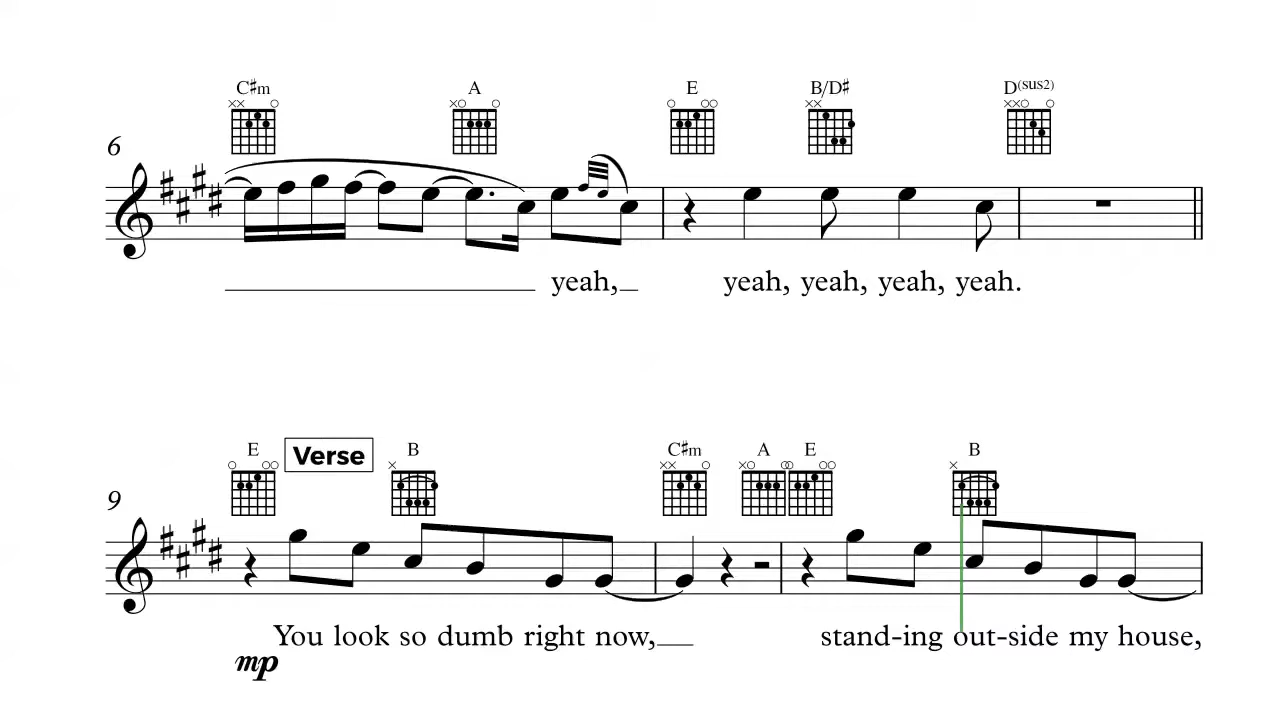 C♯m A E B/D♯ D(sus2)
6
yeah, yeah, yeah, yeah, yeah.
E Verse B C♯m A E B
9
You look so dumb right now, stand-ing out-side my house,
mp